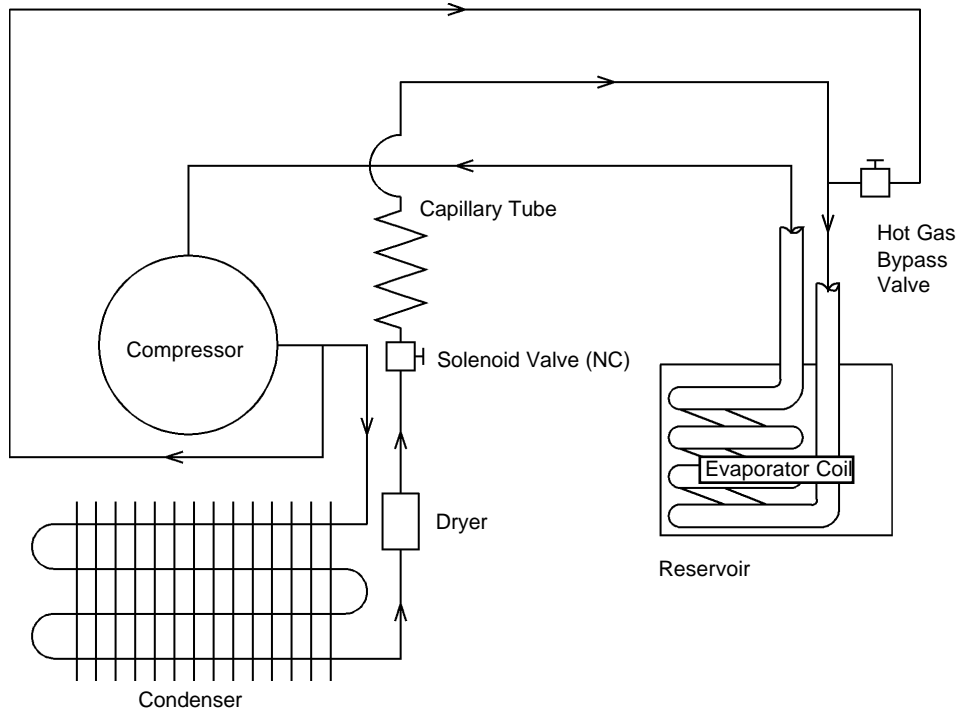 Capillary Tube
Hot Gas
Bypass
Valve
Compressor
Solenoid Valve (NC)
Evaporator Coil
Dryer
Reservoir
Condenser